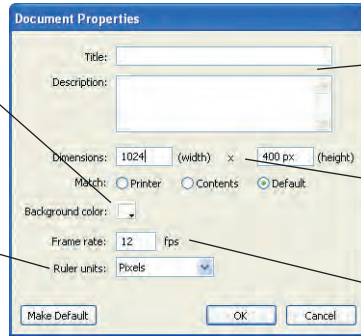 Document Properties
Title:
Description:
Dimensions: 1024 (width) x 400 px (height)
Match: Printer Contents Default
Background color:
Frame rate: 12 fps
Ruler units: Pixels
Make Default OK Cancel